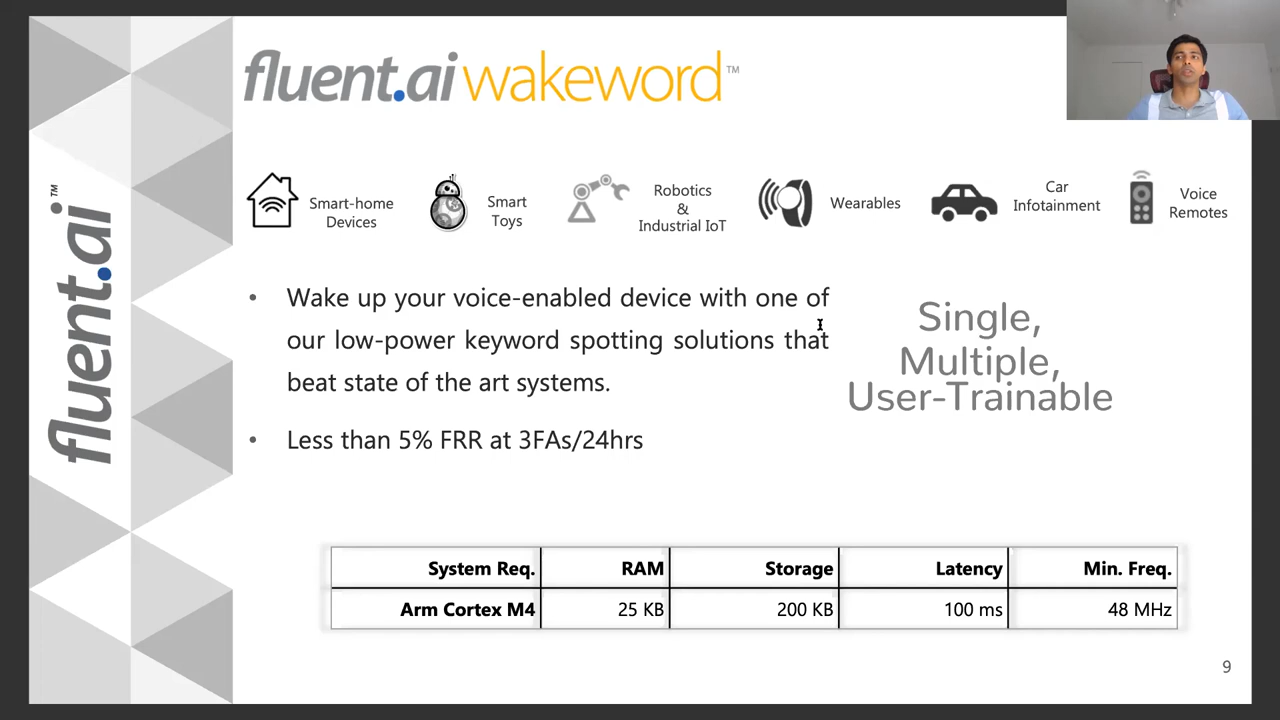 fluent.ai wakeword™
fluent.ai™
Smart-home
Devices
Smart
Toys
Robotics
&
Industrial IoT
Wearables
Car
Infotainment
Voice
Remotes
• Wake up your voice-enabled device with one of
our low-power keyword spotting solutions that
beat state of the art systems.
• Less than 5% FRR at 3FAs/24hrs
Single,
Multiple,
User-Trainable
System Req. RAM Storage Latency Min. Freq.
Arm Cortex M4 25 KB 200 KB 100 ms 48 MHz
9